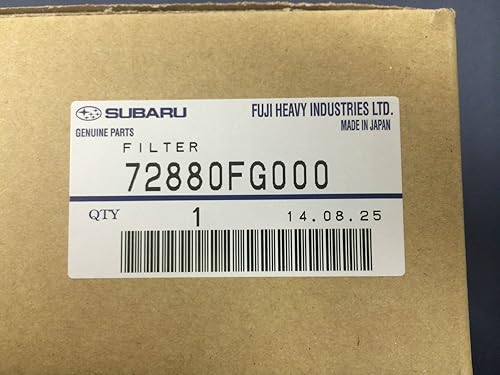 SUBARU FUJI HEAVY INDUSTRIES LTD.
GENUINE PARTS MADE IN JAPAN
FILTER
72880FG000
QTY 1 14.08.25